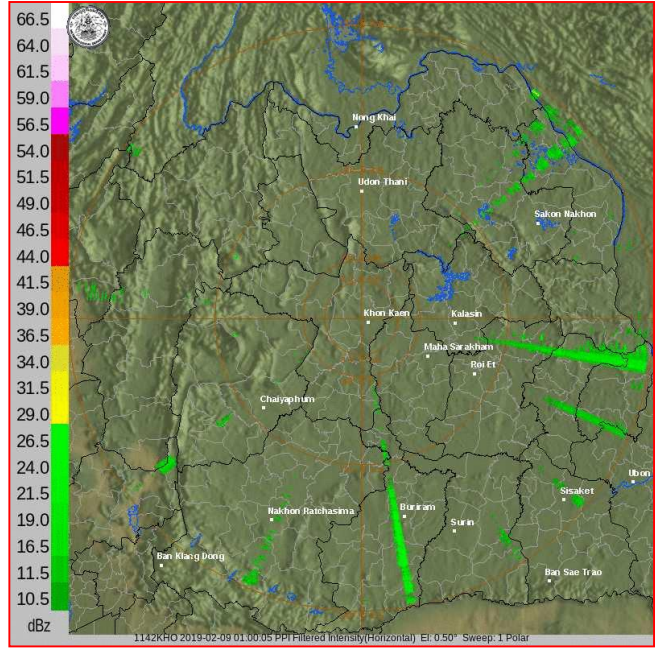 66.5
64.0
61.5
59.0
56.5
54.0
51.5
49.0
46.5
44.0
41.5
39.0
36.5
34.0
31.5
29.0
26.5
24.0
21.5
19.0
16.5
11.5
10.5
dBz
Nong Khai
Udon Thani
Sakon Nakhon
Khon Kaen
Kalasin
Maha Sarakham
Roi Et
Chaiyaphum
Ubon
Sisaket
Nakhon Ratchasima
Buriram
Surin
Ban Klang Dong
Ban Sae Trao
1142KHO 2019-02-09 01:00:05 PPI Filtered Intensity(Horizontal) El: 0.50° Sweep: 1 Polar